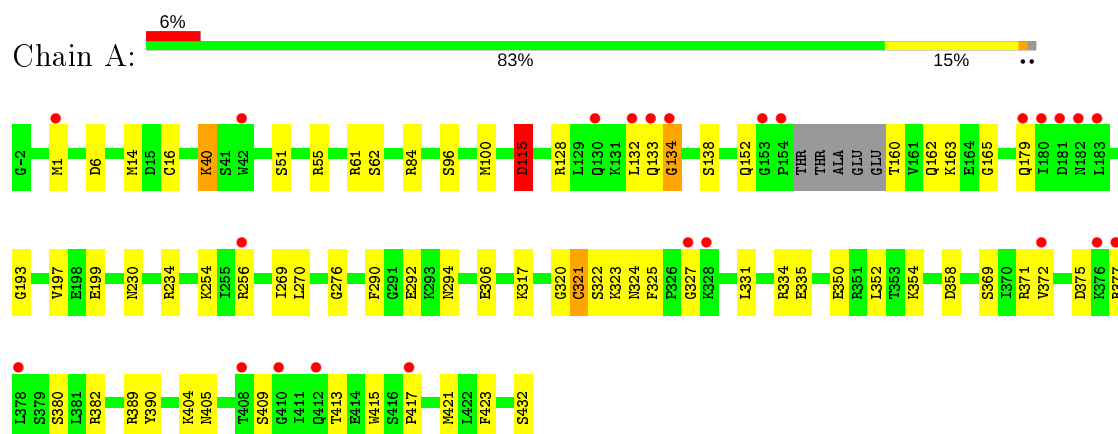 6%
Chain A:
83% 15% ••
G-2 M1 D6 M14 D15 C16 K40 S41 W42 S51 R55 R61 S62 R84 S96 M100 D115 R128 L129 Q130 K131 L132 Q133 G134 S138 Q152 G153 P154 THR THR ALA GLU GLU T160 V161 Q162 K163 E164 G165 Q179 I180 D181 N182 L183
G193 V197 E198 E199 N230 R234 K254 I255 R256 I269 L270 G276 F290 G291 E292 K293 N294 E306 K317 G320 C321 S322 K323 N324 F325 P326 G327 K328 L331 R334 E335 E350 R351 L352 T353 K354 D358 S369 I370 R371 V372 D375 K376
L378 S379 S380 L381 R382 R389 Y390 K404 N405 T408 S409 G410 I411 Q412 T413 E414 W415 S416 P417 M421 L422 F423 S432